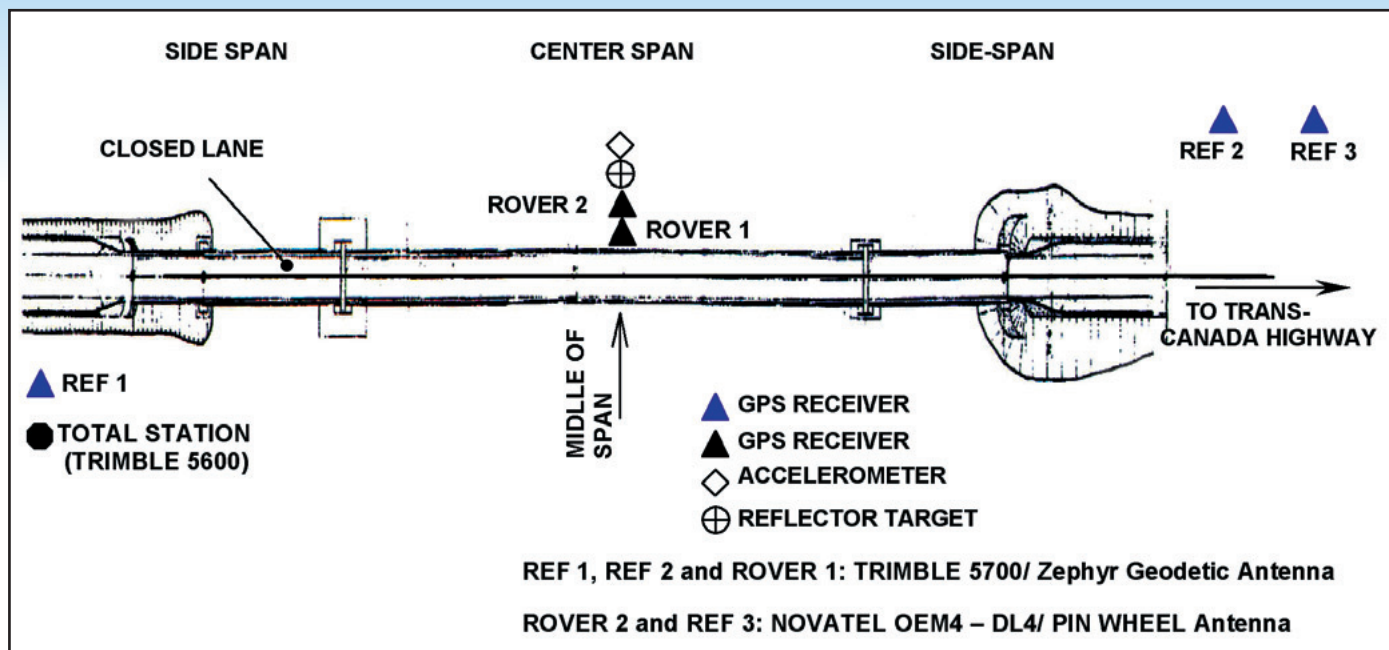 SIDE SPAN
CENTER SPAN
SIDE-SPAN
CLOSED LANE
REF 2
REF 3
ROVER 2
ROVER 1
TO TRANS-
CANADA HIGHWAY
REF 1
TOTAL STATION
(TRIMBLE 5600)
MIDLLE OF
SPAN
GPS RECEIVER
GPS RECEIVER
ACCELEROMETER
REFLECTOR TARGET
REF 1, REF 2 and ROVER 1: TRIMBLE 5700/ Zephyr Geodetic Antenna
ROVER 2 and REF 3: NOVATEL OEM4 – DL4/ PIN WHEEL Antenna